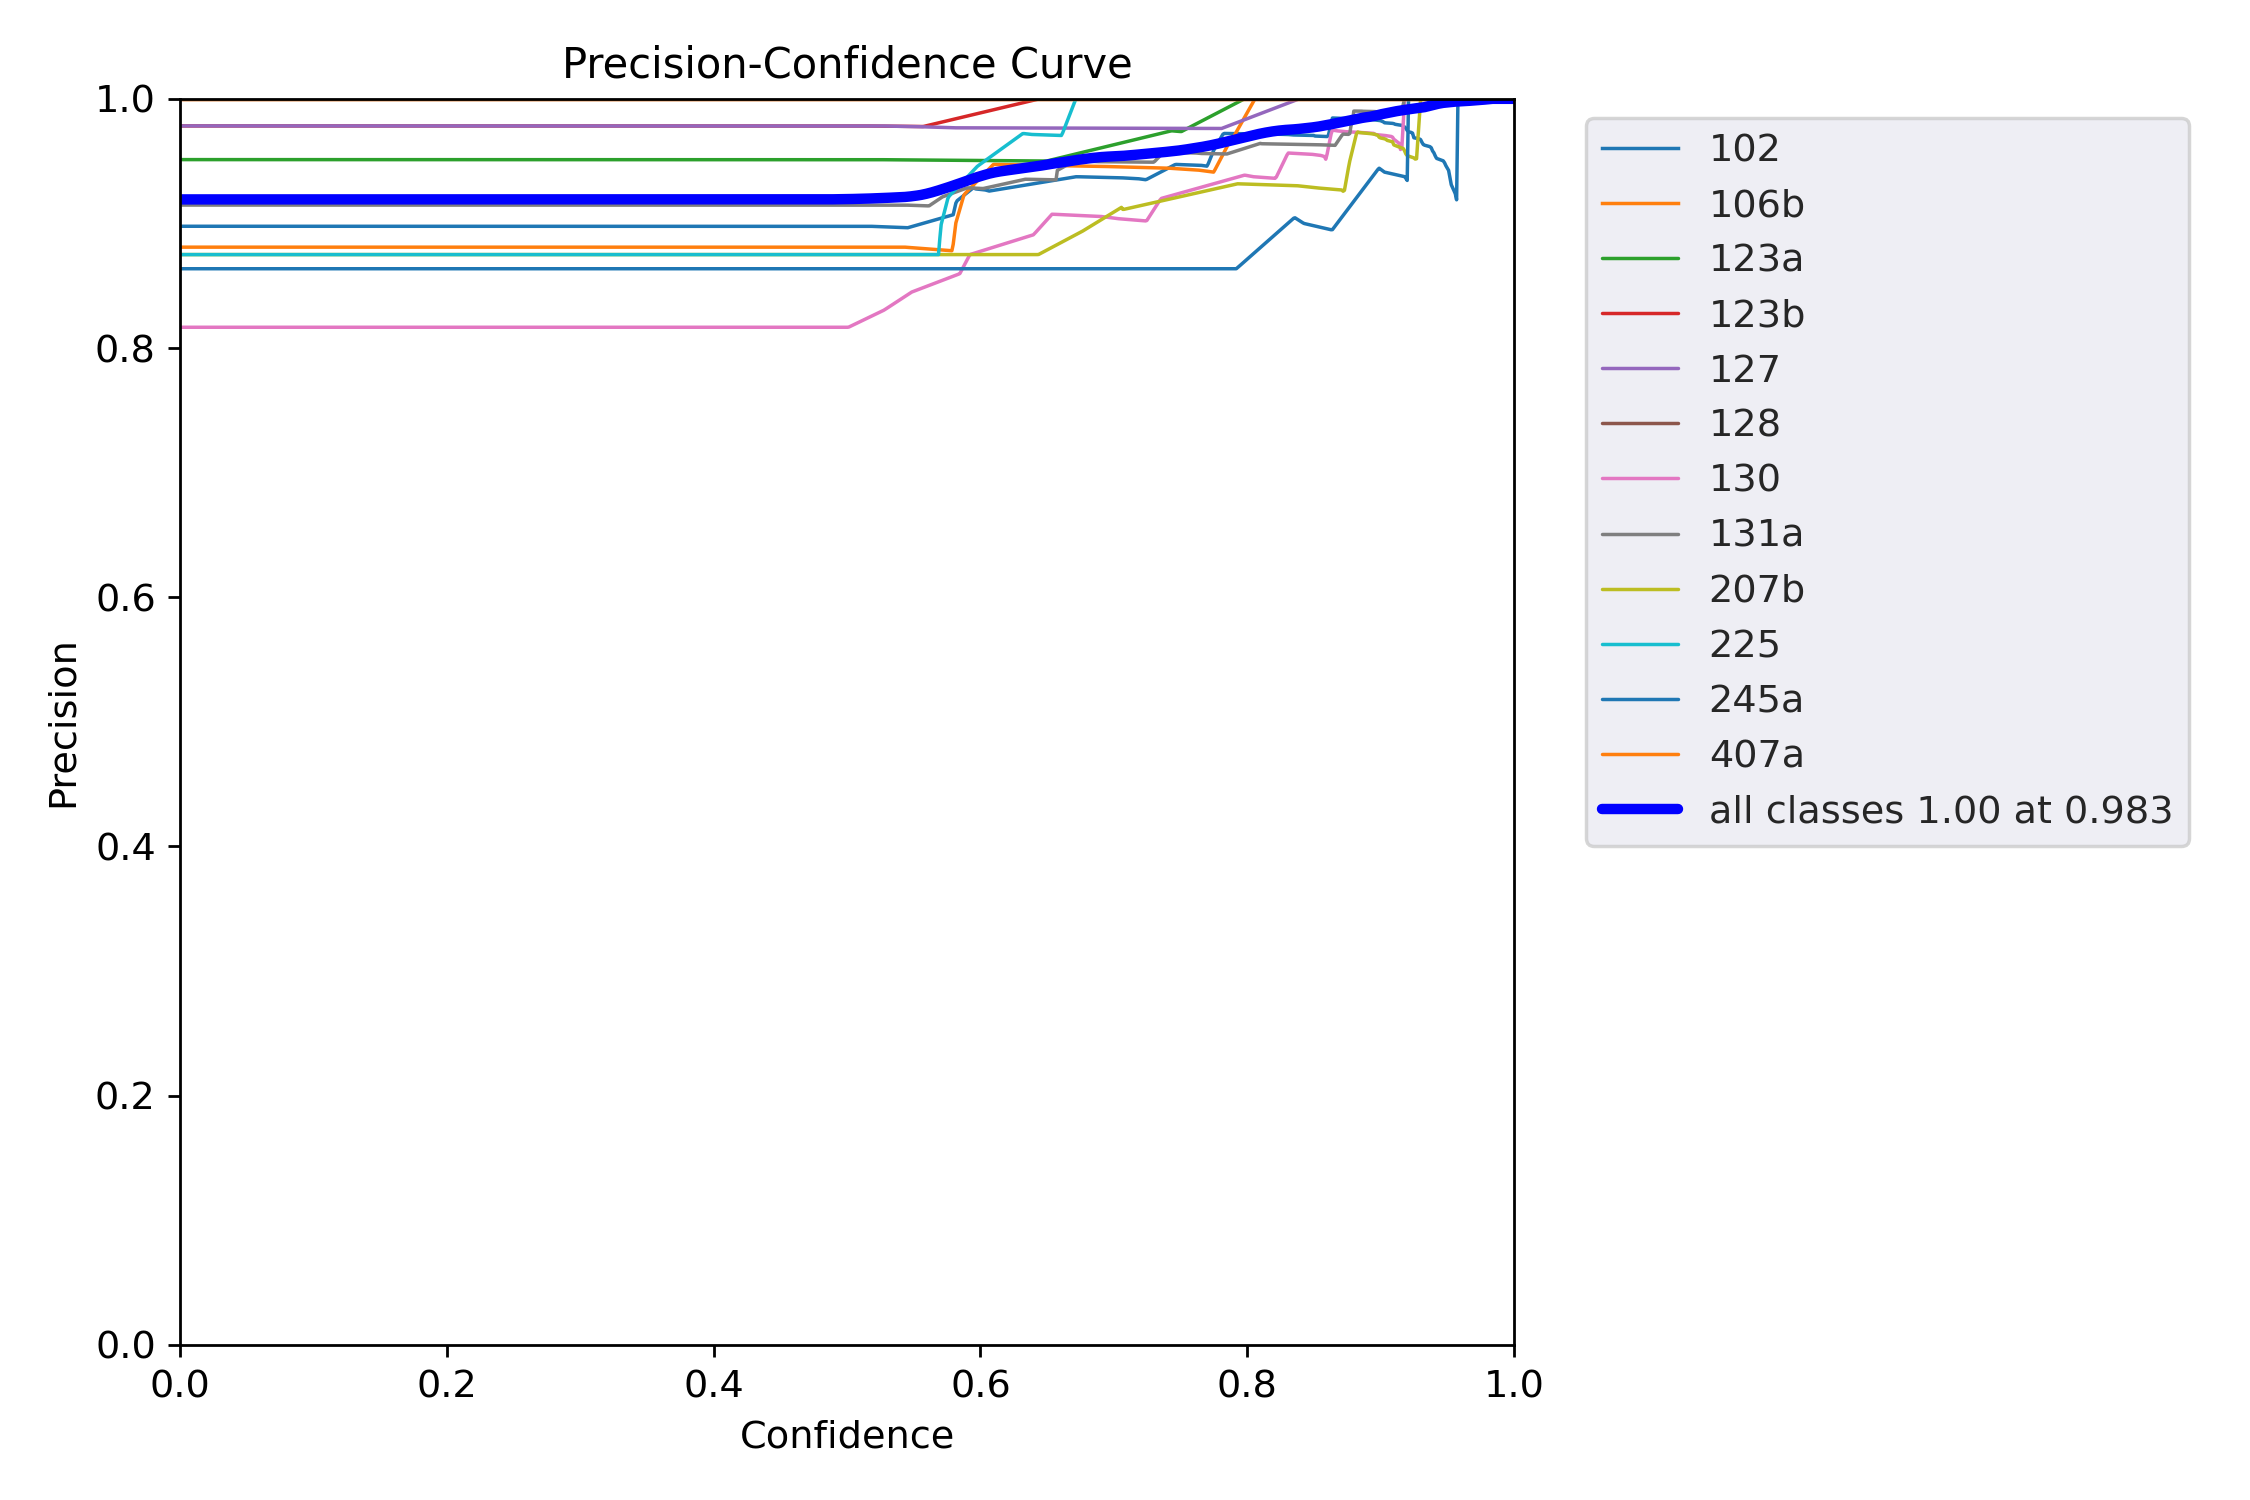 Precision-Confidence Curve
1.0
0.8
0.6
0.4
0.2
0.0
Precision
0.0 0.2 0.4 0.6 0.8 1.0
Confidence
102
106b
123a
123b
127
128
130
131a
207b
225
245a
407a
all classes 1.00 at 0.983